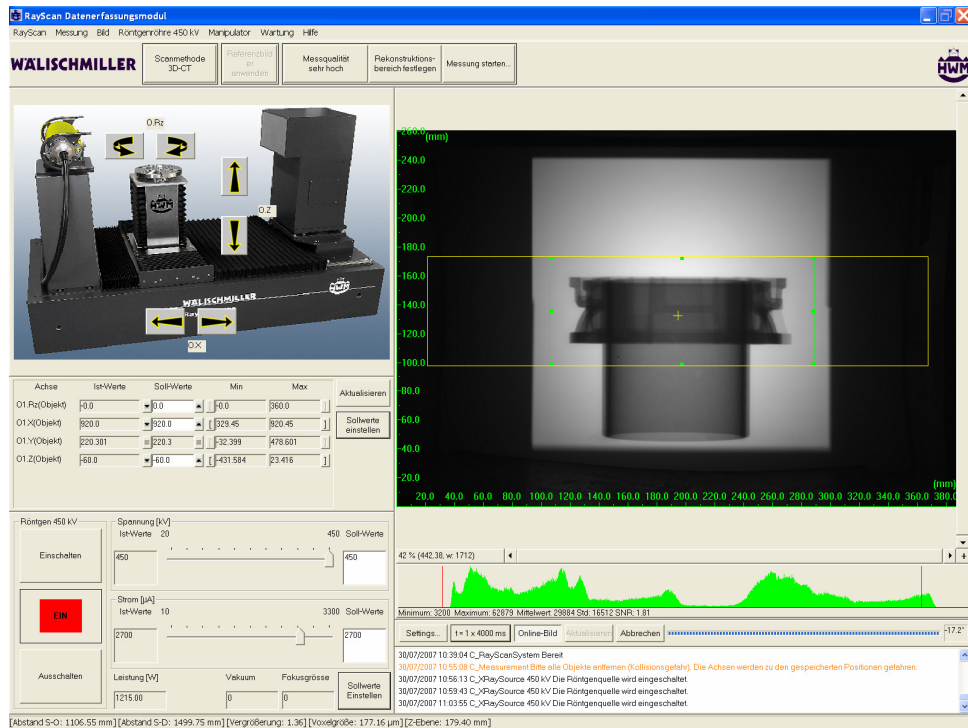 RayScan Datenerfassungsmodul
RayScan Messung Bild Röntgenröhre 450 kV Manipulator Wartung Hilfe
WÄLISCHMILLER
Scanmethode
3D-CT
Referenzbild
er
anwenden
Messqualität
sehr hoch
Rekonstruktions-
bereich festlegen
Messung starten...
HWM
O.Rz
O.Z
HWM
WÄLISCHMILLER
HWM
Ray
O.X
Achse Ist-Werte Soll-Werte Min Max
Aktualisieren
O1.Rz(Objekt) -0.0 0.0 [ -0.0 360.0 ]
O1.X(Objekt) 920.0 920.0 [ 329.45 920.45 ]
O1.Y(Objekt) 220.301 220.3 [ -32.399 478.601 ]
O1.Z(Objekt) -60.0 -60.0 [ -431.584 23.416 ]
Sollwerte
einstellen
260.0 (mm)
240.0
220.0
200.0
180.0
160.0
140.0
120.0
100.0
80.0
60.0
40.0
20.0
(mm)
20.0 40.0 60.0 80.0 100.0 120.0 140.0 160.0 180.0 200.0 220.0 240.0 260.0 280.0 300.0 320.0 340.0 360.0 380.0
Röntgen 450 kV
Einschalten
EIN
Ausschalten
Spannung [kV]
Ist-Werte 20 450 Soll-Werte
450 450
Strom [µA]
Ist-Werte 10 3300 Soll-Werte
2700 2700
Leistung [W] Vakuum Fokusgrösse
1215.00 0 0
Sollwerte
Einstellen
42 % (442,38, w: 1712)
Minimum: 3200 Maximum: 62879 Mittelwert 29884 Std: 16512 SNR: 1.81
Settings... t = 1 x 4000 ms Online-Bild Aktualisieren Abbrechen -17.2°
30/07/2007 10:39:04 C_RayScanSystem Bereit
30/07/2007 10:55:08 C_Measurement Bitte alle Objekte entfernen (Kollisionsgefahr). Die Achsen werden zu den gespeicherten Positionen gefahren.
30/07/2007 10:56:13 C_XRaySource 450 kV Die Röntgenquelle wird eingeschaltet.
30/07/2007 10:59:43 C_XRaySource 450 kV Die Röntgenquelle wird eingeschaltet.
30/07/2007 11:03:55 C_XRaySource 450 kV Die Röntgenquelle wird eingeschaltet.
[Abstand S-O: 1106.55 mm] [Abstand S-D: 1499.75 mm] [Vergrößerung: 1.36] [Voxelgröße: 177.16 µm] [Z-Ebene: 179.40 mm]